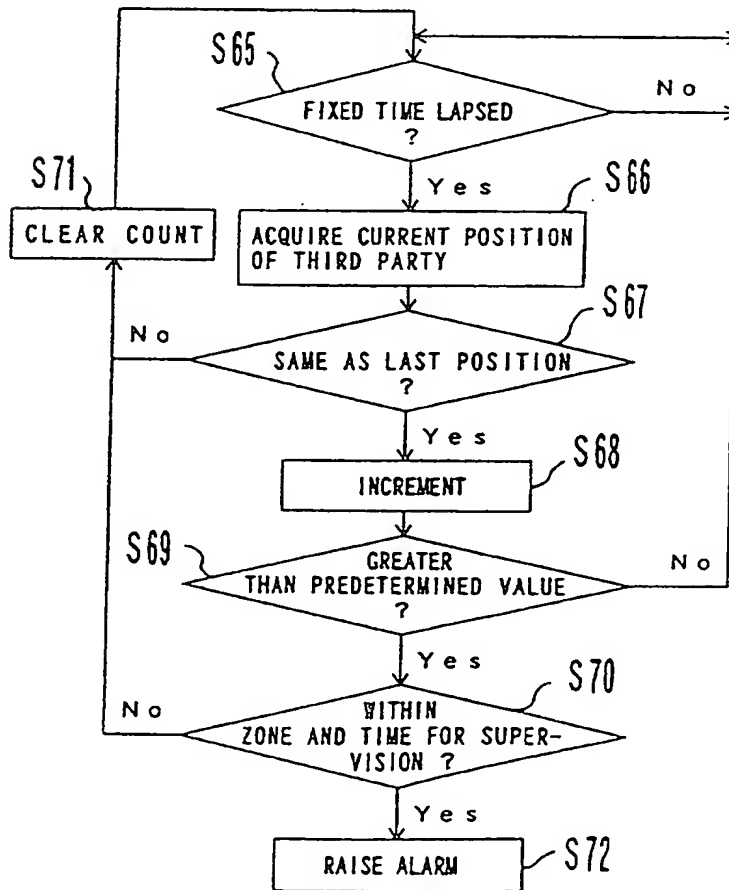 S65
FIXED TIME LAPSED
?
No
Yes
S71
CLEAR COUNT
S66
ACQUIRE CURRENT POSITION
OF THIRD PARTY
S67
No
SAME AS LAST POSITION
?
Yes
S68
INCREMENT
S69
GREATER
THAN PREDETERMINED VALUE
?
No
Yes
S70
No
WITHIN
ZONE AND TIME FOR SUPER-
VISION ?
Yes
RAISE ALARM
S72